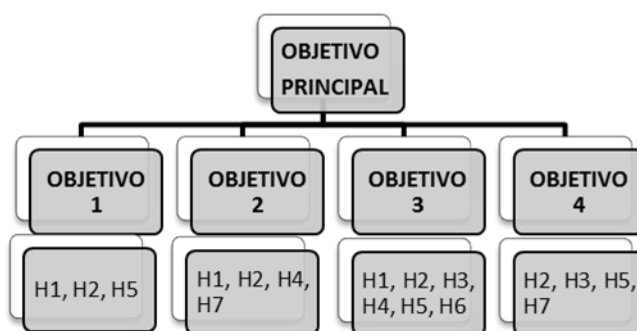 OBJETIVO
PRINCIPAL
OBJETIVO
1
OBJETIVO
2
OBJETIVO
3
OBJETIVO
4
H1, H2, H5
H1, H2, H4,
H7
H1, H2, H3,
H4, H5, H6
H2, H3, H5,
H7